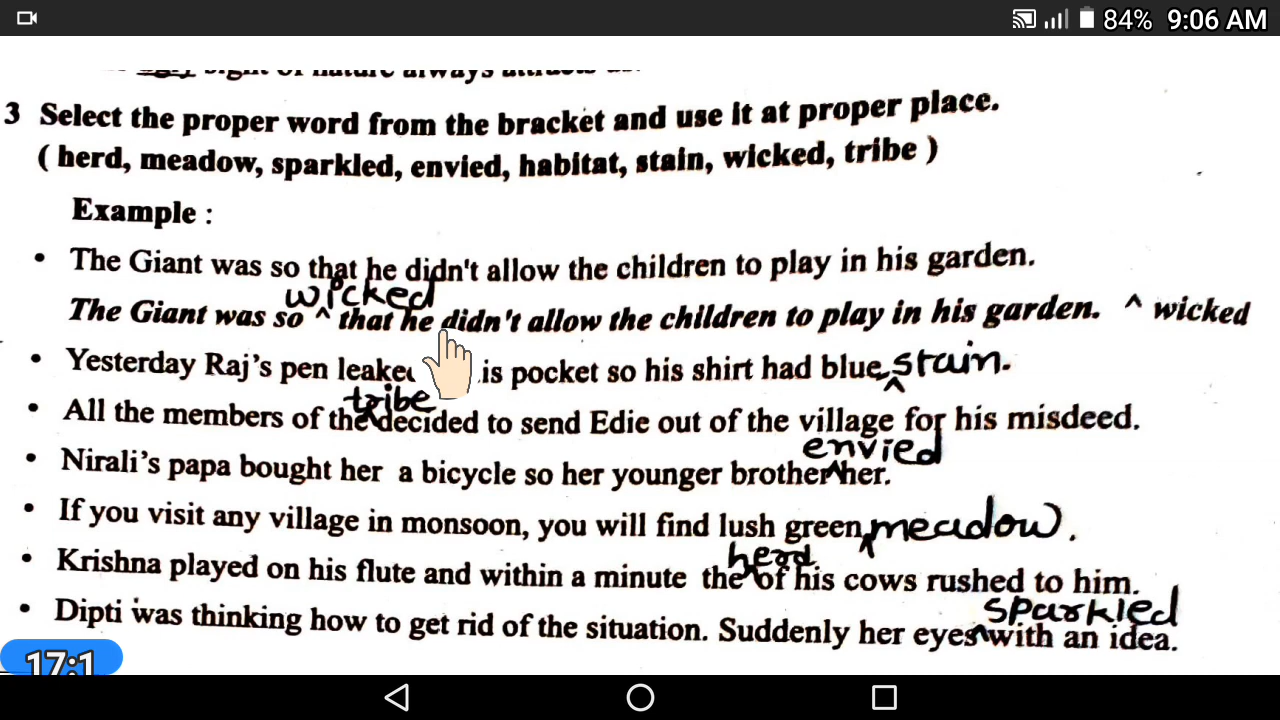 84% 9:06 AM
sight of nature always attracts us.
3 Select the proper word from the bracket and use it at proper place.
( herd, meadow, sparkled, envied, habitat, stain, wicked, tribe )
Example :
• The Giant was so that he didn't allow the children to play in his garden.
wicked
The Giant was so ^ that he didn't allow the children to play in his garden. ^ wicked
• Yesterday Raj's pen leaked is pocket so his shirt had blue ^ stain.
tribe
• All the members of the ^ decided to send Edie out of the village for his misdeed.
envied
• Nirali's papa bought her a bicycle so her younger brother ^ her.
• If you visit any village in monsoon, you will find lush green ^ meadow.
herd
• Krishna played on his flute and within a minute the ^ of his cows rushed to him.
sparkled
• Dipti was thinking how to get rid of the situation. Suddenly her eyes ^ with an idea.
17:1